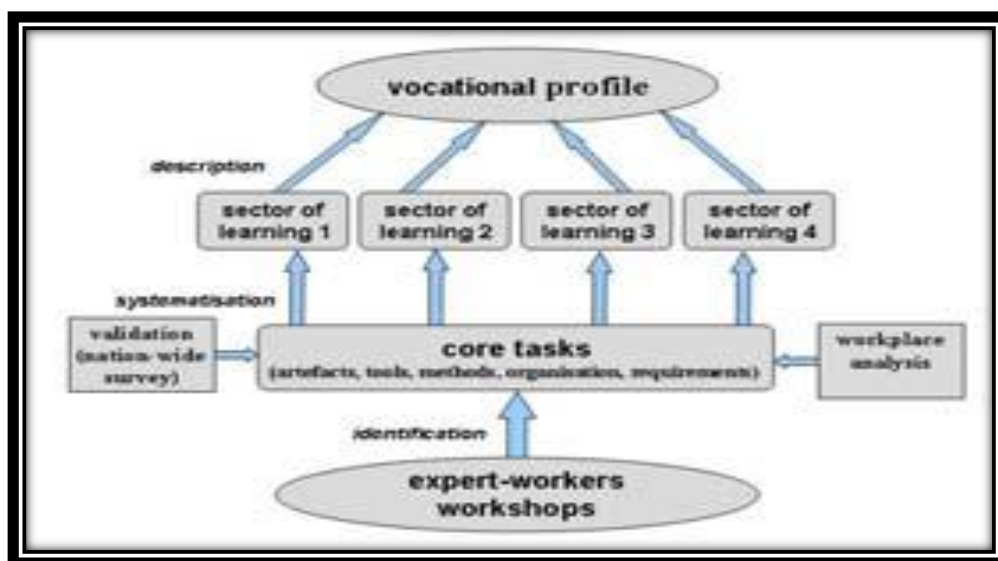 vocational profile
description
sector of
learning 1
sector of
learning 2
sector of
learning 3
sector of
learning 4
systematisation
validation
(nation-wide
survey)
core tasks
(artefacts, tools, methods, organisation, requirements)
workplace
analysis
identification
expert-workers
workshops